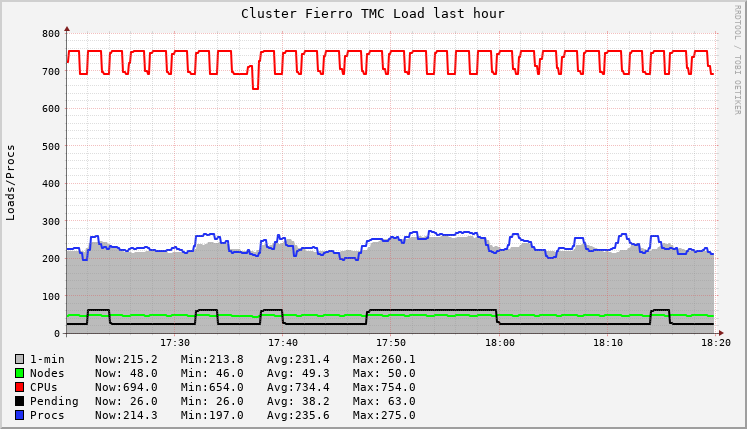 Cluster Fierro TMC Load last hour
RRDTOOL / TOBI OETIKER
Loads/Procs
800
700
600
500
400
300
200
100
0
17:30 17:40 17:50 18:00 18:10 18:20
1-min Now:215.2 Min:213.8 Avg:231.4 Max:260.1
Nodes Now: 48.0 Min: 46.0 Avg: 49.3 Max: 50.0
CPUs Now:694.0 Min:654.0 Avg:734.4 Max:754.0
Pending Now: 26.0 Min: 26.0 Avg: 38.2 Max: 63.0
Procs Now:214.3 Min:197.0 Avg:235.6 Max:275.0